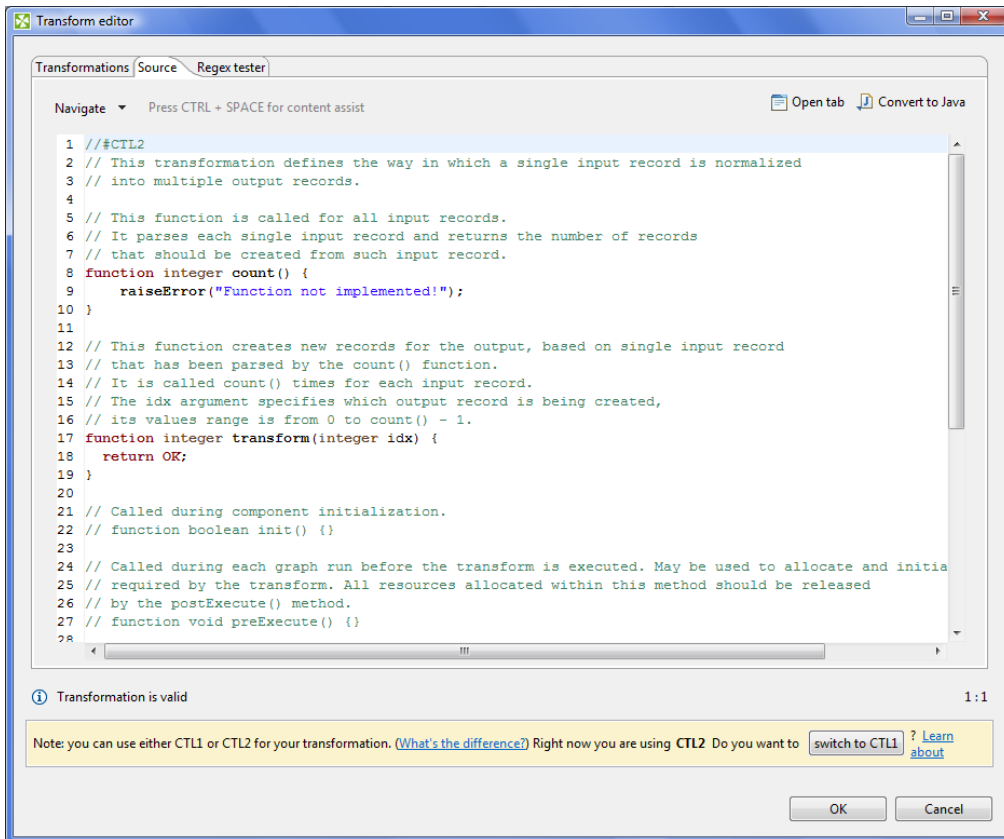 Transform editor
Transformations Source Regex tester
Navigate Press CTRL + SPACE for content assist Open tab Convert to Java
1 //#CTL2
2 // This transformation defines the way in which a single input record is normalized
3 // into multiple output records.
4
5 // This function is called for all input records.
6 // It parses each single input record and returns the number of records
7 // that should be created from such input record.
8 function integer count() {
9     raiseError("Function not implemented!");
10 }
11
12 // This function creates new records for the output, based on single input record
13 // that has been parsed by the count() function.
14 // It is called count() times for each input record.
15 // The idx argument specifies which output record is being created,
16 // its values range is from 0 to count() - 1.
17 function integer transform(integer idx) {
18   return OK;
19 }
20
21 // Called during component initialization.
22 // function boolean init() {}
23
24 // Called during each graph run before the transform is executed. May be used to allocate and initia
25 // required by the transform. All resources allocated within this method should be released
26 // by the postExecute() method.
27 // function void preExecute() {}
28
Transformation is valid 1:1
Note: you can use either CTL1 or CTL2 for your transformation. (What's the difference?) Right now you are using CTL2 Do you want to switch to CTL1 ? Learn
about
OK Cancel